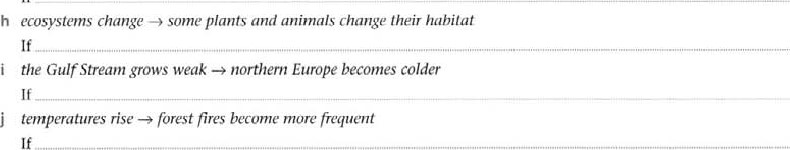 If
h ecosystems change → some plants and animals change their habitat
If
i the Gulf Stream grows weak → northern Europe becomes colder
If
j temperatures rise → forest fires become more frequent
If